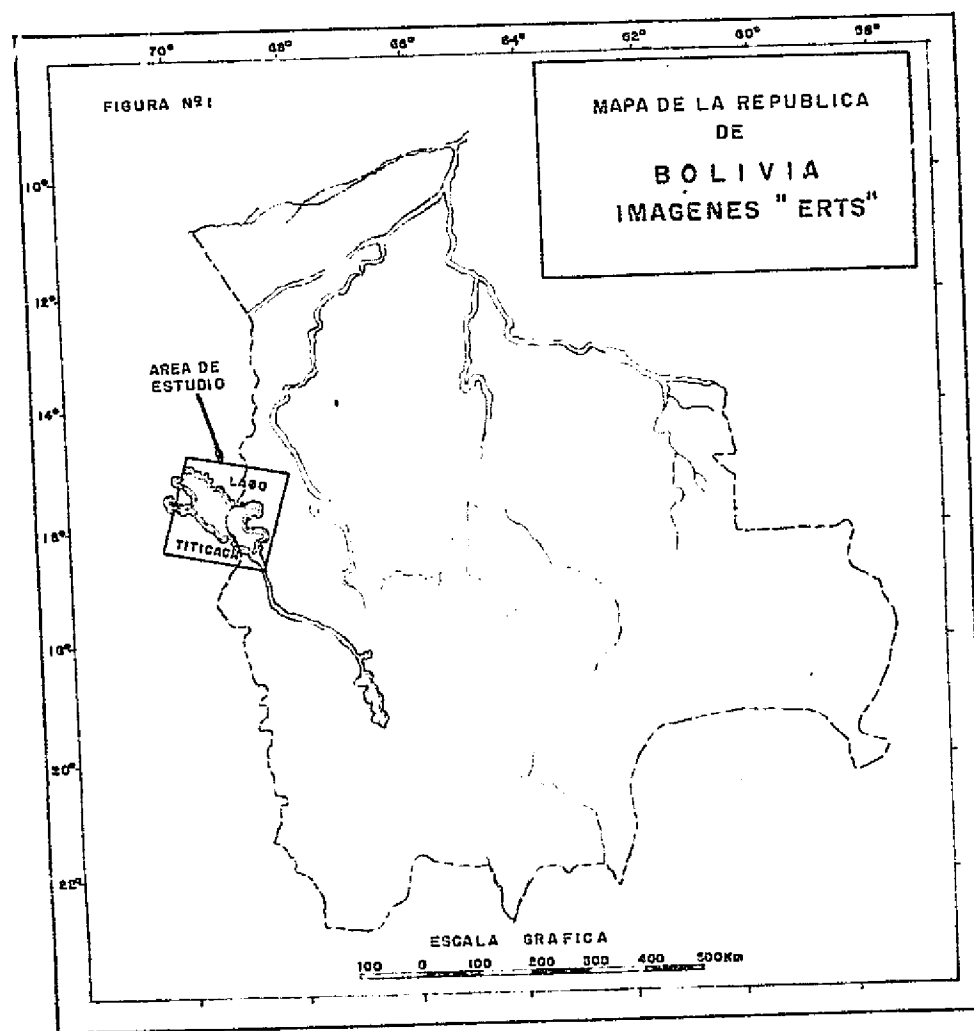 70° 68° 66° 64° 62° 60° 58°
FIGURA Nº1
MAPA DE LA REPUBLICA
DE
BOLIVIA
IMAGENES "ERTS"
10°
12°
AREA DE
ESTUDIO
14°
LAGO
TITICACA
16°
18°
20°
22°
ESCALA GRAFICA
100 0 100 200 300 400 500Km